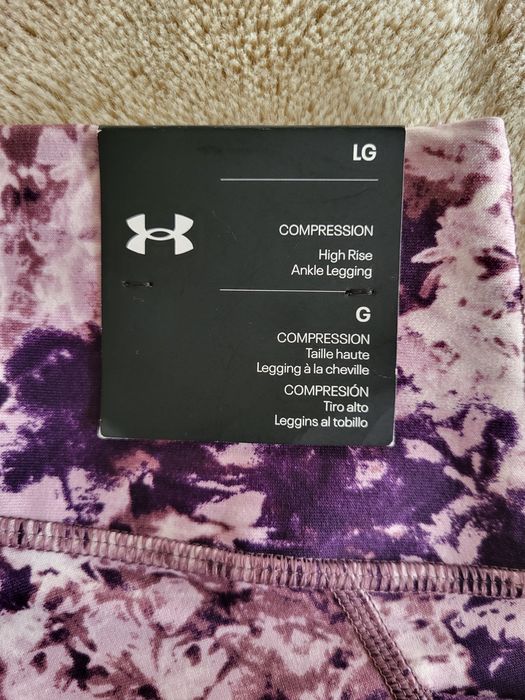 LG
COMPRESSION
High Rise
Ankle Legging
G
COMPRESSION
Taille haute
Legging à la cheville
COMPRESIÓN
Tiro alto
Leggins al tobillo